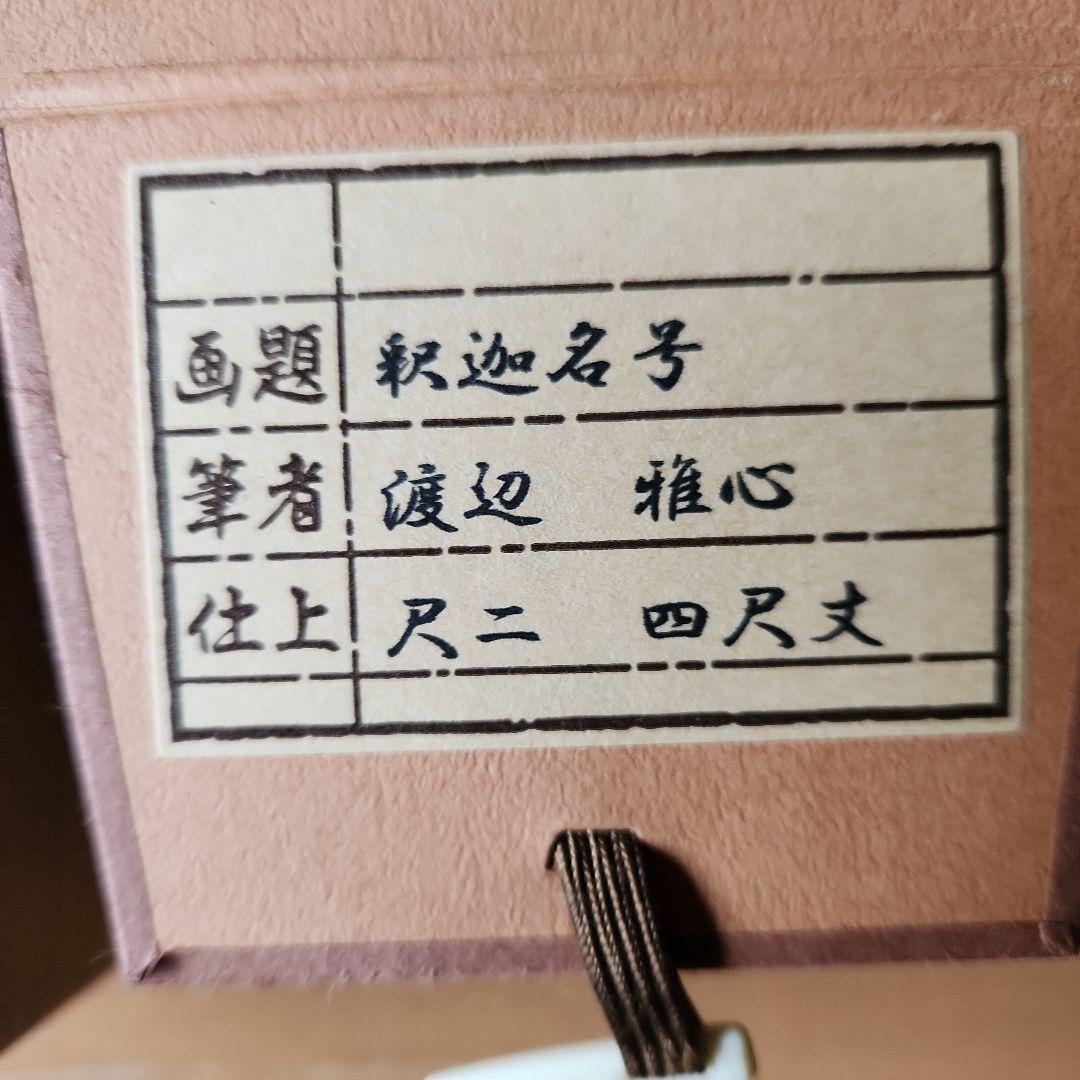 画題 釈迦名号
筆者 渡辺 雅心
仕上 尺二 四尺丈